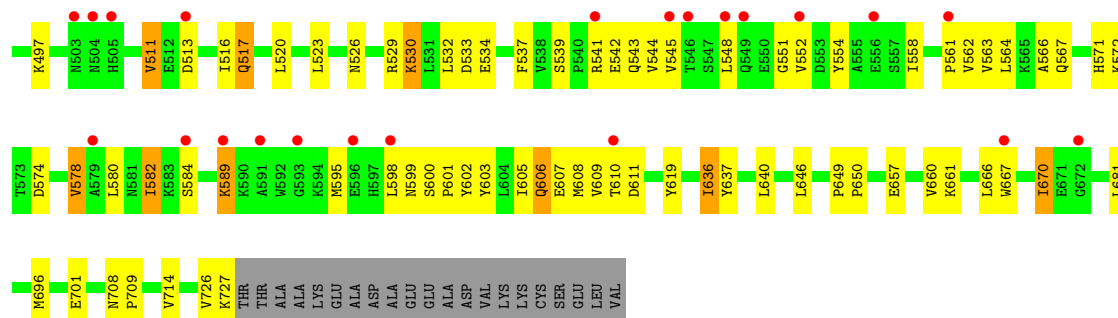 K497 N503 N504 H505 V511 E512 D513 I516 Q517 L520 L523 N526 R529 K530 L531 L532 D533 E534 F537 V538 S539 P540 R541 E542 Q543 V544 V545 T546 S547 L548 Q549 E550 G551 V552 D553 Y554 A555 E556 S557 I558 P561 V562 V563 L564 K565 A566 Q567 H571 K572
T573 D574 V578 A579 L580 N581 I582 K583 S584 K589 K590 A591 W592 G593 K594 M595 E596 H597 L598 N599 S600 P601 Y602 Y603 L604 I605 Q606 E607 M608 V609 T610 D611 Y619 I636 Y637 L640 L646 P649 P650 E657 V660 K661 L666 W667 I670 E671 G672 I681
M696 E701 N708 P709 V714 V726 K727 THR THR ALA ALA LYS GLU ALA ASP ALA GLU GLU ALA ASP VAL LYS LYS CYS SER GLU LEU VAL